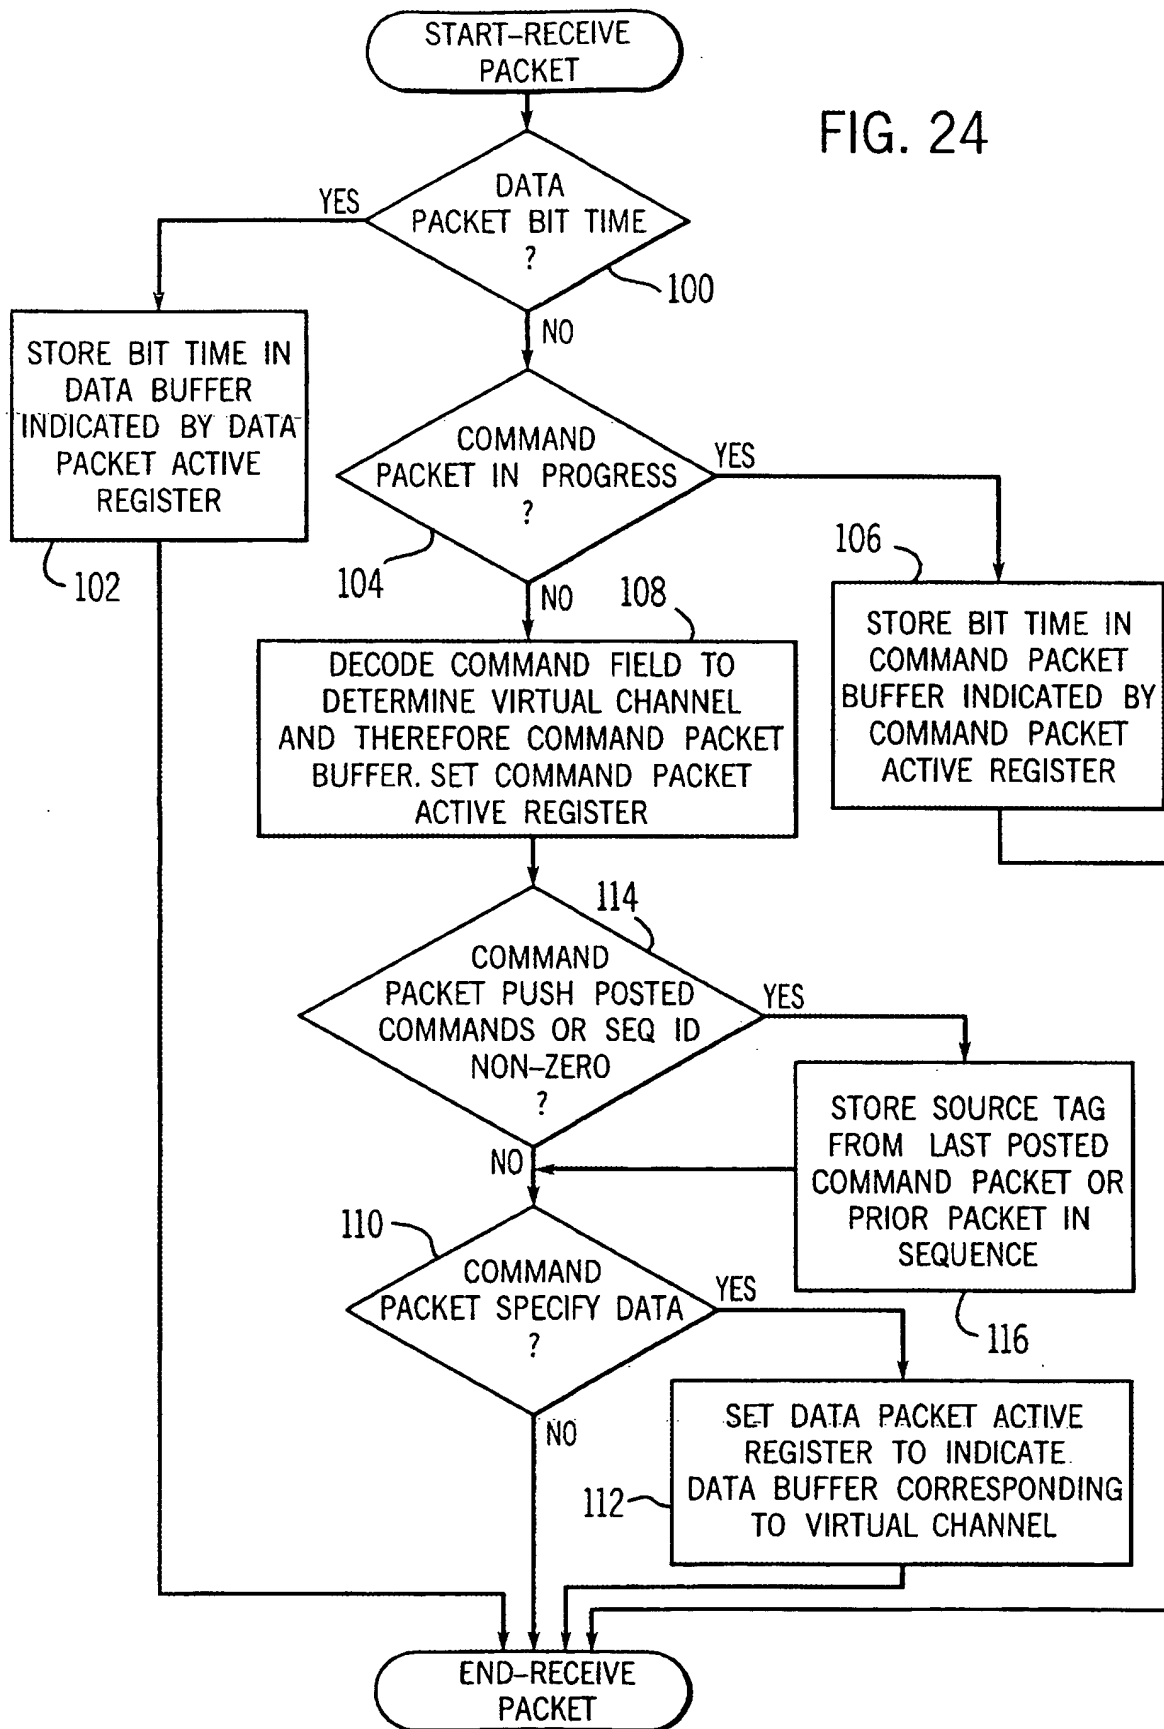 START-RECEIVE
PACKET
FIG. 24
DATA
PACKET BIT TIME
?
YES
100
NO
STORE BIT TIME IN
DATA BUFFER
INDICATED BY DATA
PACKET ACTIVE
REGISTER
102
COMMAND
PACKET IN PROGRESS
?
YES
104
NO
106
STORE BIT TIME IN
COMMAND PACKET
BUFFER INDICATED BY
COMMAND PACKET
ACTIVE REGISTER
108
DECODE COMMAND FIELD TO
DETERMINE VIRTUAL CHANNEL
AND THEREFORE COMMAND PACKET
BUFFER. SET COMMAND PACKET
ACTIVE REGISTER
114
COMMAND
PACKET PUSH POSTED
COMMANDS OR SEQ ID
NON-ZERO
?
YES
NO
STORE SOURCE TAG
FROM LAST POSTED
COMMAND PACKET OR
PRIOR PACKET IN
SEQUENCE
116
110
COMMAND
PACKET SPECIFY DATA
?
YES
NO
SET DATA PACKET ACTIVE
REGISTER TO INDICATE
DATA BUFFER CORRESPONDING
TO VIRTUAL CHANNEL
112
END-RECEIVE
PACKET